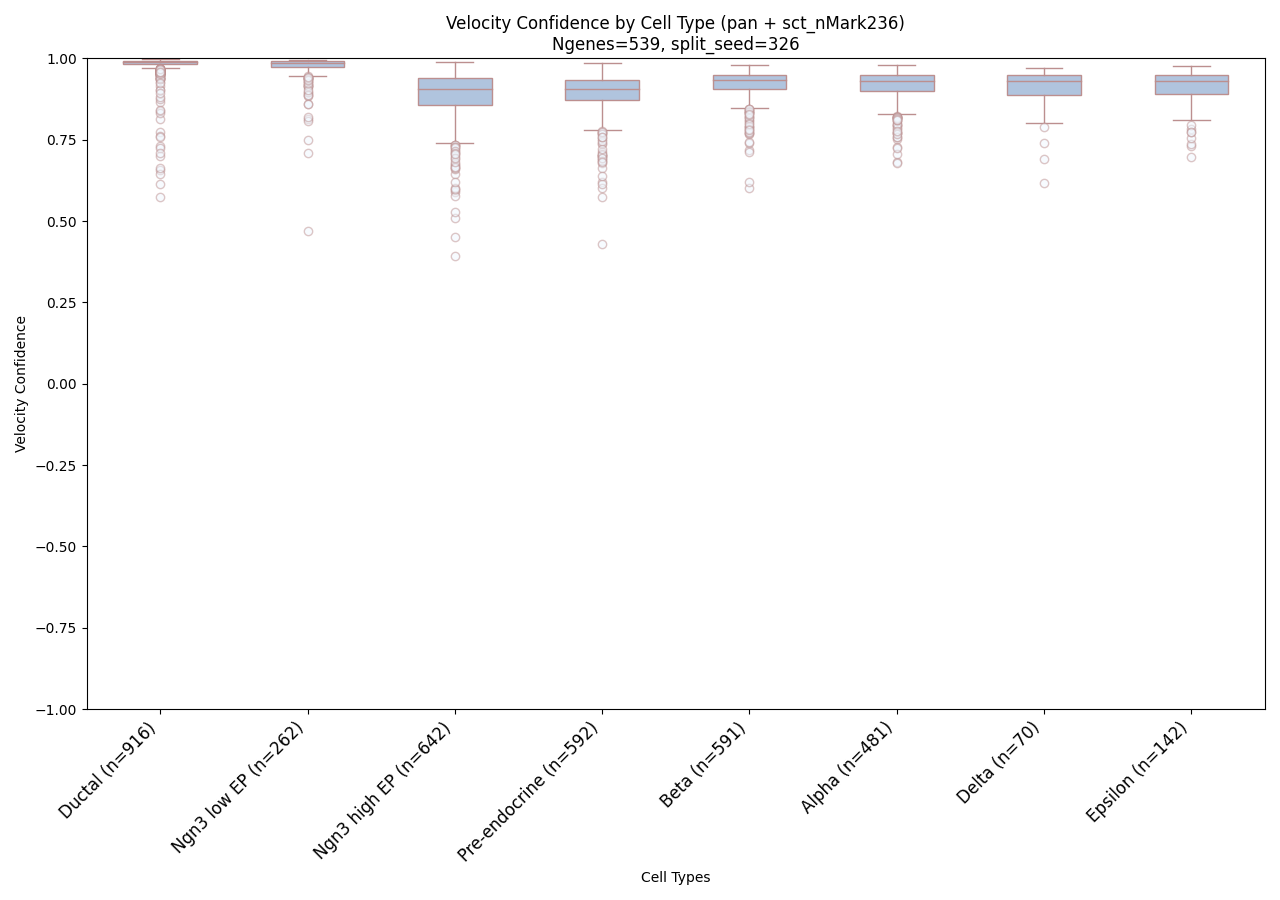 Velocity Confidence by Cell Type (pan + sct_nMark236)
Ngenes=539, split_seed=326
Velocity Confidence
1.00
0.75
0.50
0.25
0.00
−0.25
−0.50
−0.75
−1.00
Ductal (n=916)
Ngn3 low EP (n=262)
Ngn3 high EP (n=642)
Pre-endocrine (n=592)
Beta (n=591)
Alpha (n=481)
Delta (n=70)
Epsilon (n=142)
Cell Types